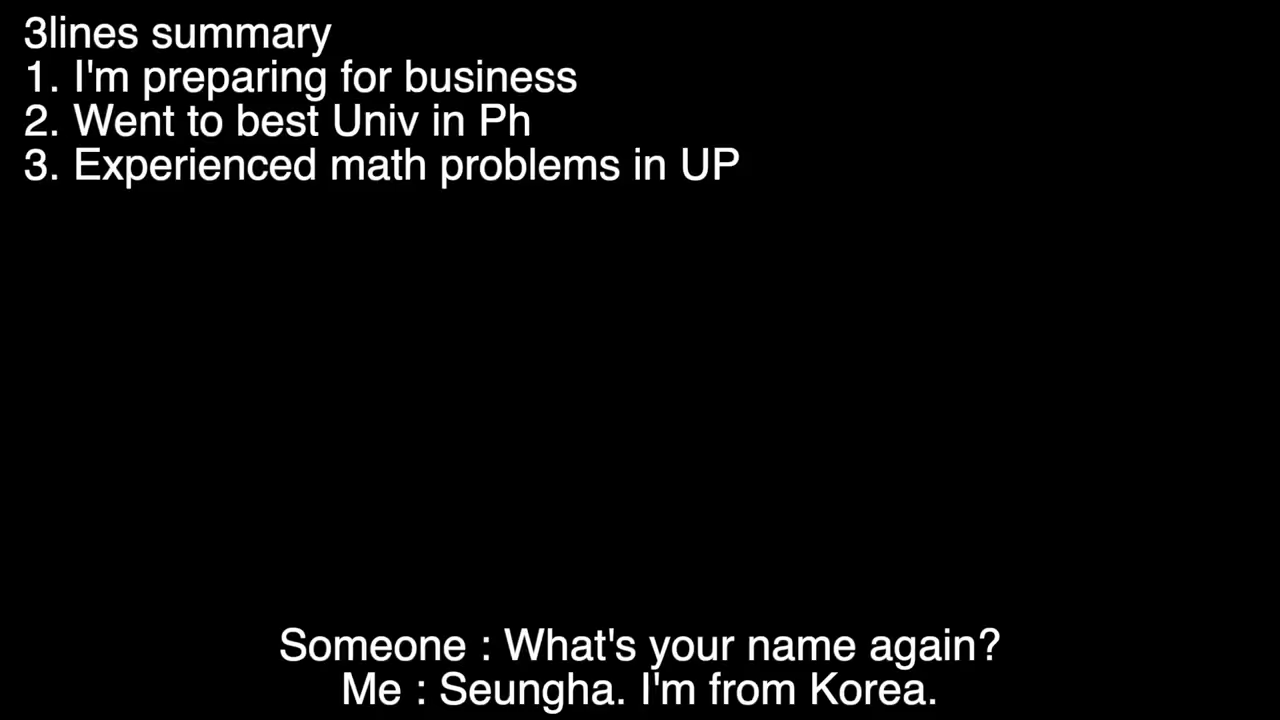 3lines summary
1. I'm preparing for business
2. Went to best Univ in Ph
3. Experienced math problems in UP
Someone : What's your name again?
Me : Seungha. I'm from Korea.